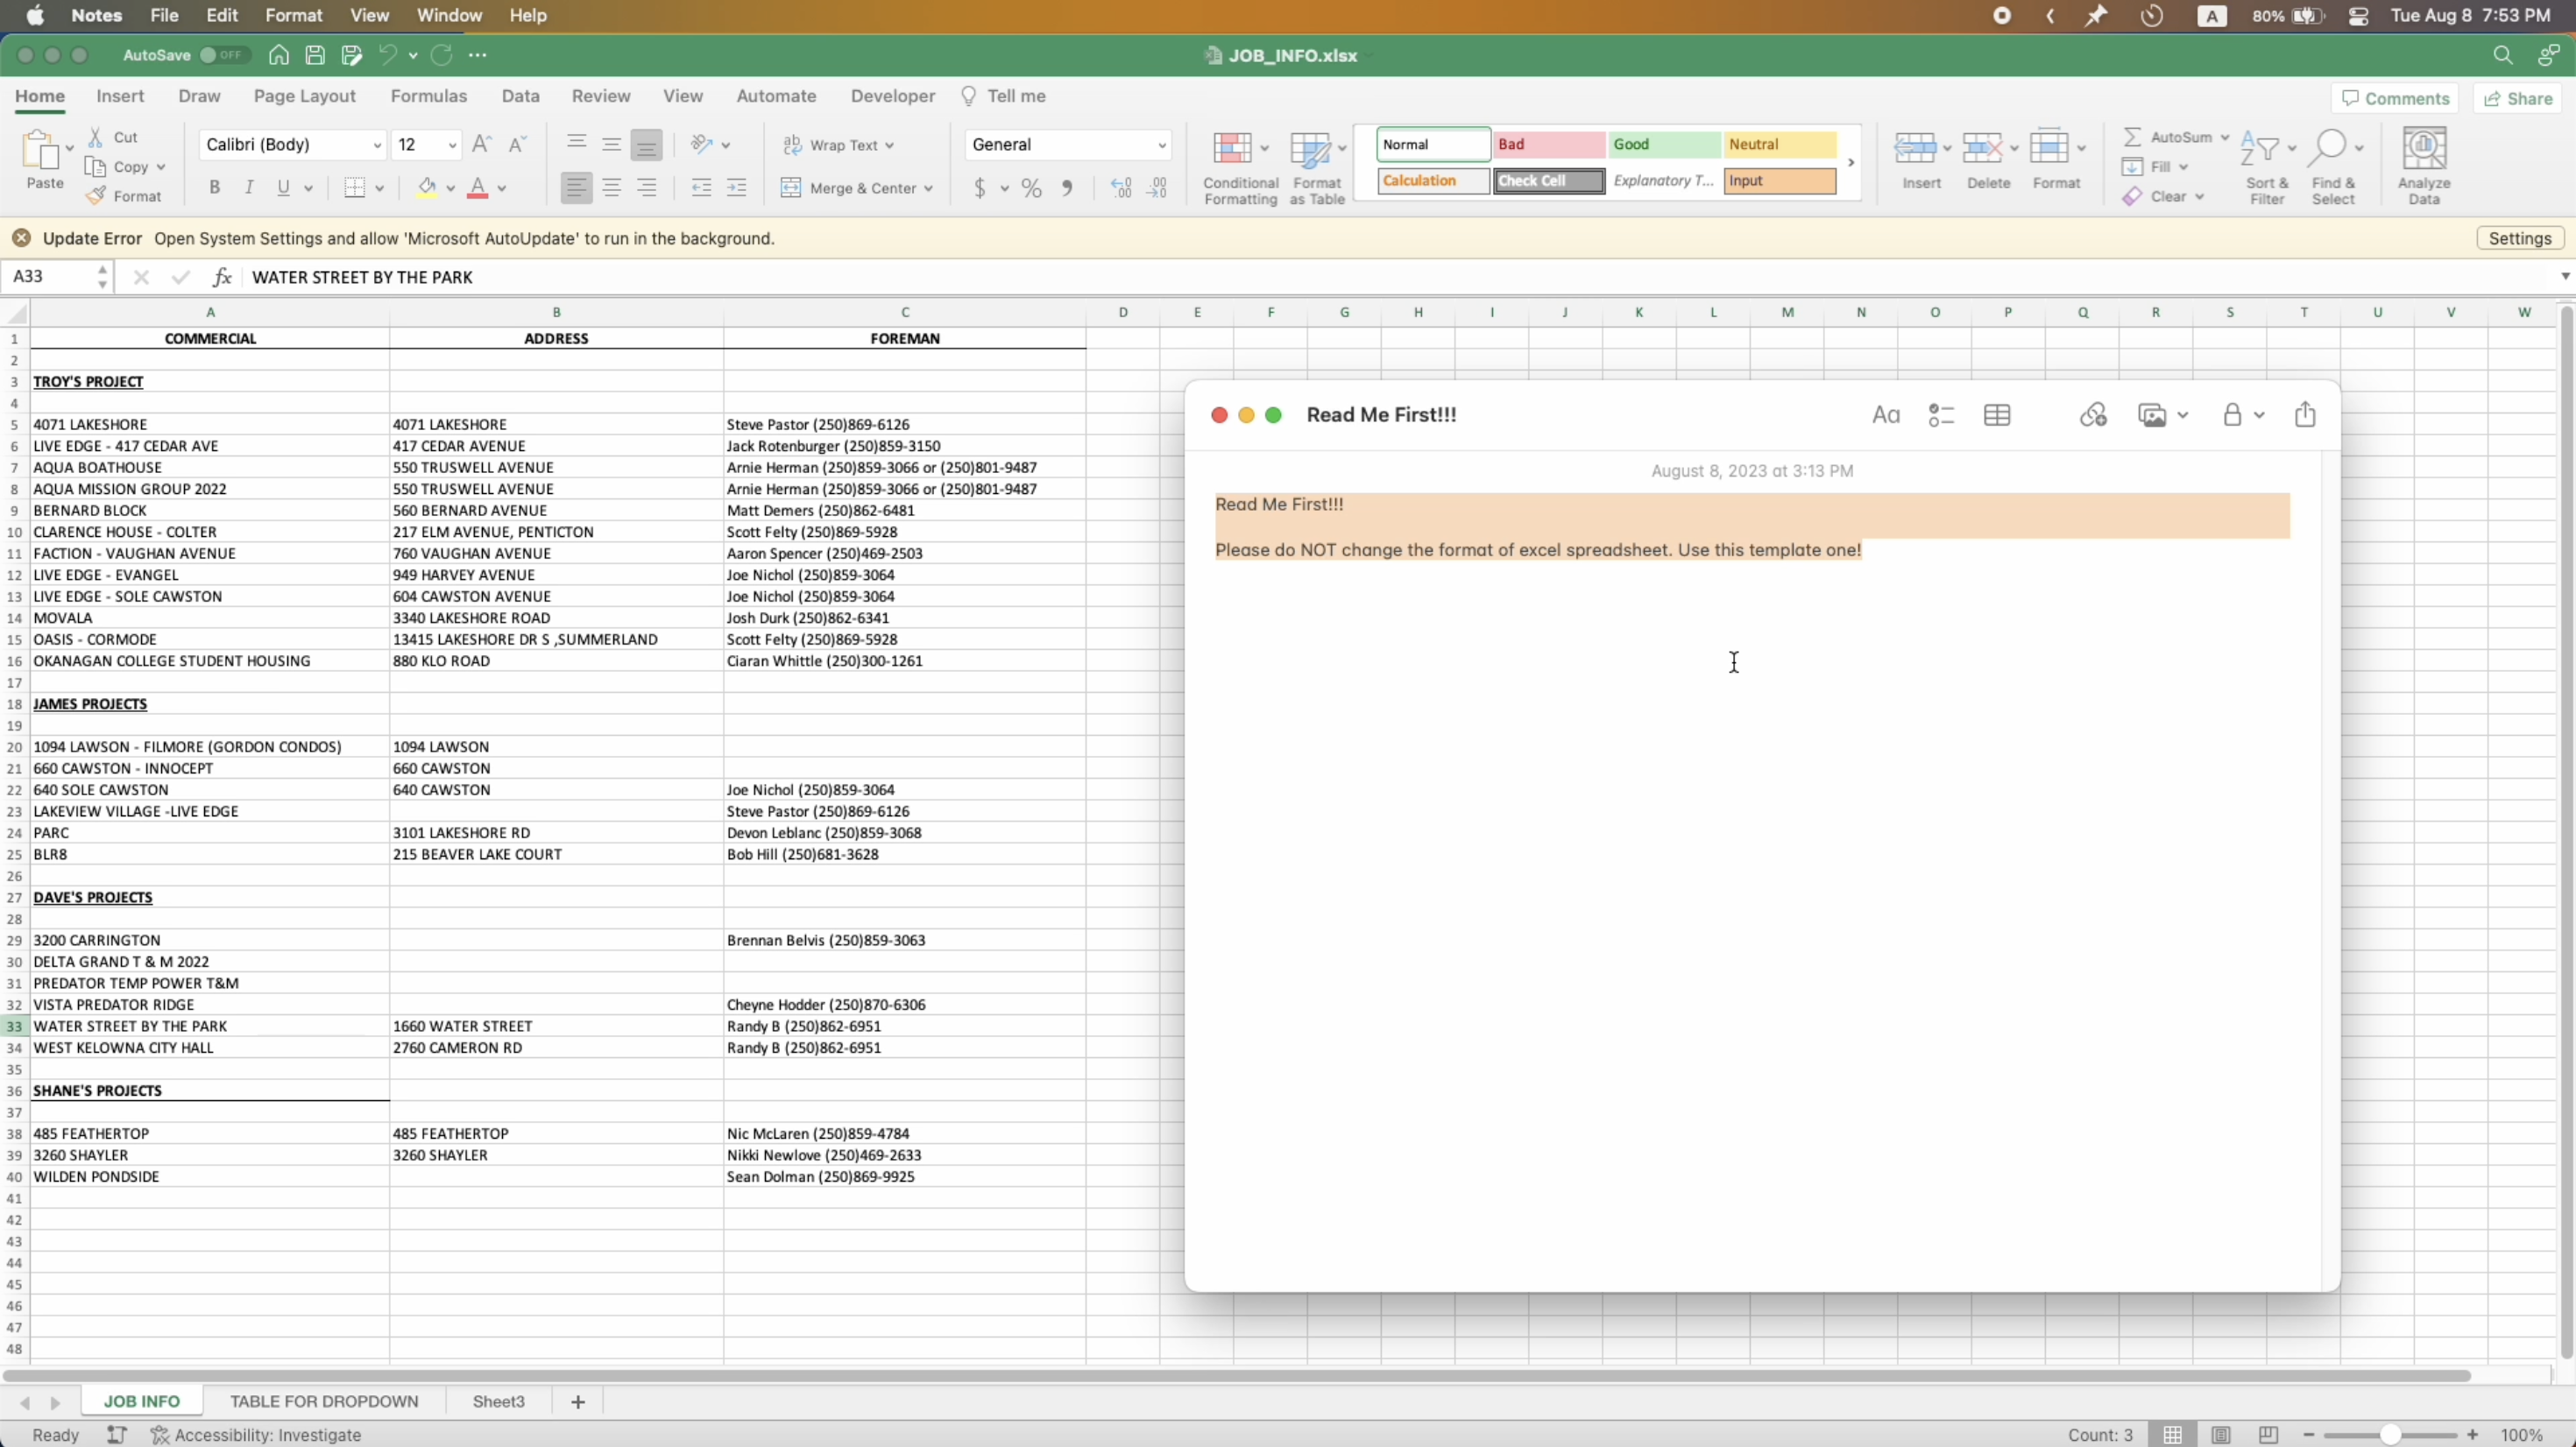 Notes File Edit Format View Window Help A 80% Tue Aug 8 7:53 PM
AutoSave OFF JOB_INFO.xlsx
Home Insert Draw Page Layout Formulas Data Review View Automate Developer Tell me Comments Share
Paste Cut Copy Format
Calibri (Body) 12 A^ A˅
B I U A
ab Wrap Text
Merge & Center
General
$ %
Conditional Formatting
Format as Table
Normal Bad Good Neutral
Calculation Check Cell Explanatory T... Input
Insert Delete Format
AutoSum
Fill
Clear
Sort & Filter
Find & Select
Analyze Data
Update Error Open System Settings and allow 'Microsoft AutoUpdate' to run in the background. Settings
A33 fx WATER STREET BY THE PARK
A B C D E F G H I J K L M N O P Q R S T U V W
1 COMMERCIAL ADDRESS FOREMAN
2
3 TROY'S PROJECT
4
5 4071 LAKESHORE 4071 LAKESHORE Steve Pastor (250)869-6126
6 LIVE EDGE - 417 CEDAR AVE 417 CEDAR AVENUE Jack Rotenburger (250)859-3150
7 AQUA BOATHOUSE 550 TRUSWELL AVENUE Arnie Herman (250)859-3066 or (250)801-9487
8 AQUA MISSION GROUP 2022 550 TRUSWELL AVENUE Arnie Herman (250)859-3066 or (250)801-9487
9 BERNARD BLOCK 560 BERNARD AVENUE Matt Demers (250)862-6481
10 CLARENCE HOUSE - COLTER 217 ELM AVENUE, PENTICTON Scott Felty (250)869-5928
11 FACTION - VAUGHAN AVENUE 760 VAUGHAN AVENUE Aaron Spencer (250)469-2503
12 LIVE EDGE - EVANGEL 949 HARVEY AVENUE Joe Nichol (250)859-3064
13 LIVE EDGE - SOLE CAWSTON 604 CAWSTON AVENUE Joe Nichol (250)859-3064
14 MOVALA 3340 LAKESHORE ROAD Josh Durk (250)862-6341
15 OASIS - CORMODE 13415 LAKESHORE DR S ,SUMMERLAND Scott Felty (250)869-5928
16 OKANAGAN COLLEGE STUDENT HOUSING 880 KLO ROAD Ciaran Whittle (250)300-1261
17
18 JAMES PROJECTS
19
20 1094 LAWSON - FILMORE (GORDON CONDOS) 1094 LAWSON
21 660 CAWSTON - INNOCEPT 660 CAWSTON
22 640 SOLE CAWSTON 640 CAWSTON Joe Nichol (250)859-3064
23 LAKEVIEW VILLAGE -LIVE EDGE Steve Pastor (250)869-6126
24 PARC 3101 LAKESHORE RD Devon Leblanc (250)859-3068
25 BLR8 215 BEAVER LAKE COURT Bob Hill (250)681-3628
26
27 DAVE'S PROJECTS
28
29 3200 CARRINGTON Brennan Belvis (250)859-3063
30 DELTA GRAND T & M 2022
31 PREDATOR TEMP POWER T&M
32 VISTA PREDATOR RIDGE Cheyne Hodder (250)870-6306
33 WATER STREET BY THE PARK 1660 WATER STREET Randy B (250)862-6951
34 WEST KELOWNA CITY HALL 2760 CAMERON RD Randy B (250)862-6951
35
36 SHANE'S PROJECTS
37
38 485 FEATHERTOP 485 FEATHERTOP Nic McLaren (250)859-4784
39 3260 SHAYLER 3260 SHAYLER Nikki Newlove (250)469-2633
40 WILDEN PONDSIDE Sean Dolman (250)869-9925
41
42
43
44
45
46
47
48
Read Me First!!! Aa
August 8, 2023 at 3:13 PM
Read Me First!!!
Please do NOT change the format of excel spreadsheet. Use this template one!
JOB INFO TABLE FOR DROPDOWN Sheet3 +
Ready Accessibility: Investigate Count: 3 100%